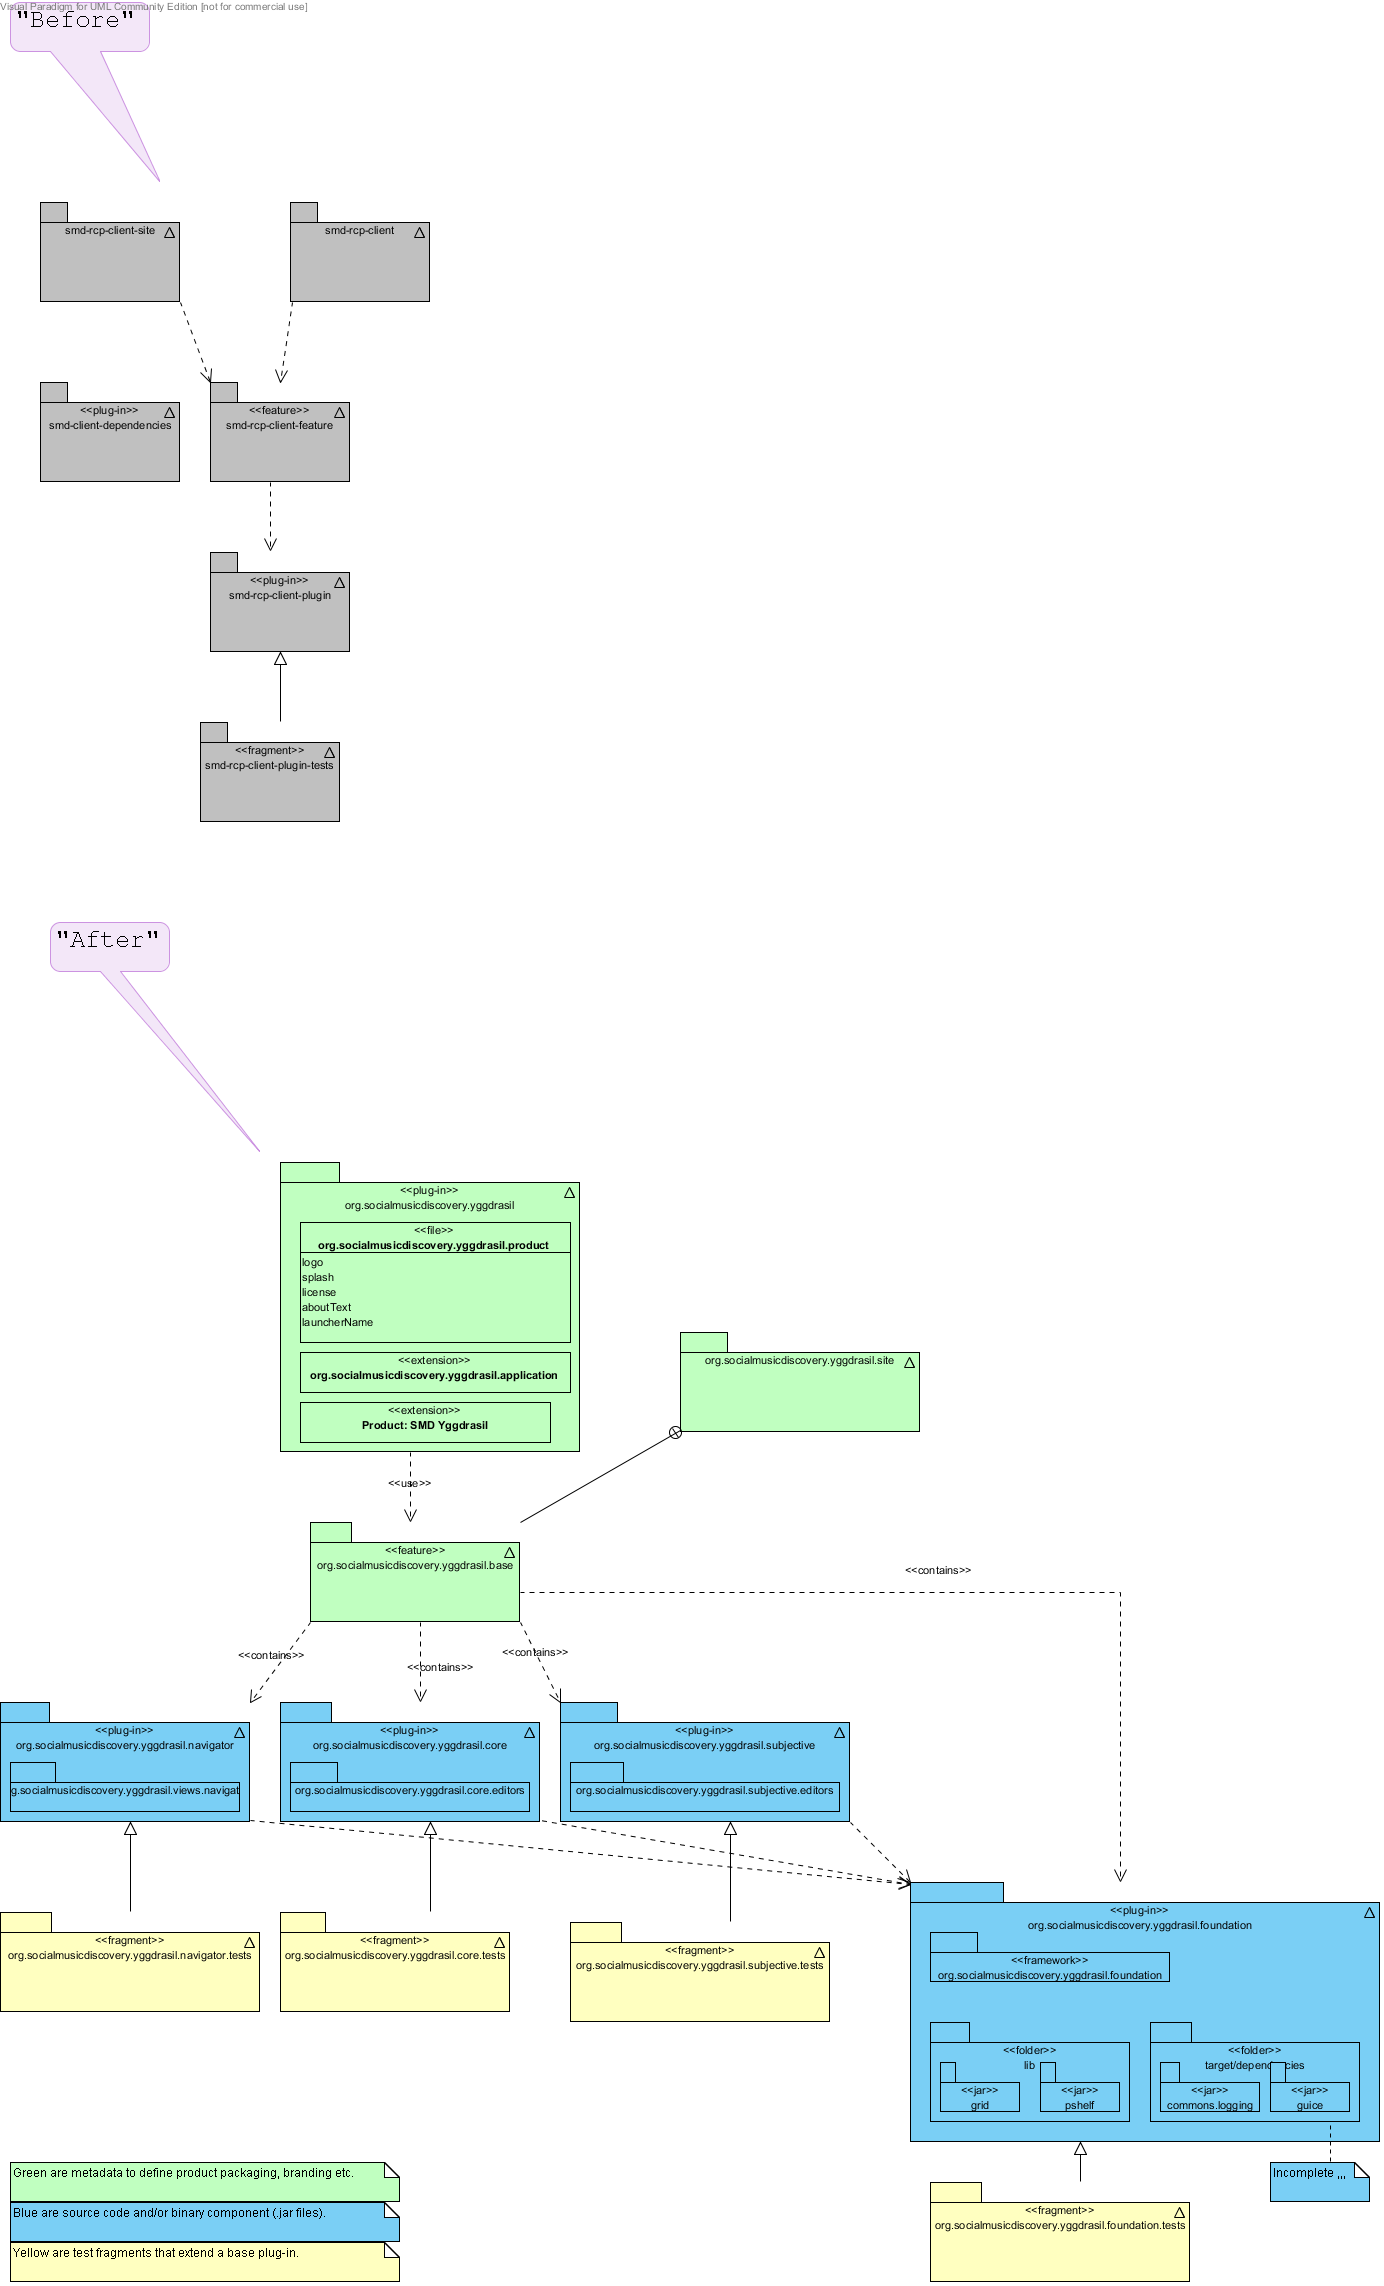 Visual Paradigm for UML Community Edition [not for commercial use]
"Before"
smd-rcp-client-site
smd-rcp-client
<<plug-in>>
smd-client-dependencies
<<feature>>
smd-rcp-client-feature
<<plug-in>>
smd-rcp-client-plugin
<<fragment>>
smd-rcp-client-plugin-tests
"After"
<<plug-in>>
org.socialmusicdiscovery.yggdrasil
<<file>>
org.socialmusicdiscovery.yggdrasil.product
logo
splash
license
aboutText
launcherName
<<extension>>
org.socialmusicdiscovery.yggdrasil.application
<<extension>>
Product: SMD Yggdrasil
org.socialmusicdiscovery.yggdrasil.site
<<use>>
<<feature>>
org.socialmusicdiscovery.yggdrasil.base
<<contains>>
<<contains>>
<<contains>>
<<contains>>
<<plug-in>>
org.socialmusicdiscovery.yggdrasil.navigator
g.socialmusicdiscovery.yggdrasil.views.navigat
<<plug-in>>
org.socialmusicdiscovery.yggdrasil.core
org.socialmusicdiscovery.yggdrasil.core.editors
<<plug-in>>
org.socialmusicdiscovery.yggdrasil.subjective
org.socialmusicdiscovery.yggdrasil.subjective.editors
<<fragment>>
org.socialmusicdiscovery.yggdrasil.navigator.tests
<<fragment>>
org.socialmusicdiscovery.yggdrasil.core.tests
<<fragment>>
org.socialmusicdiscovery.yggdrasil.subjective.tests
<<plug-in>>
org.socialmusicdiscovery.yggdrasil.foundation
<<framework>>
org.socialmusicdiscovery.yggdrasil.foundation
<<folder>>
lib
<<jar>>
grid
<<jar>>
pshelf
<<folder>>
target/dependencies
<<jar>>
commons.logging
<<jar>>
guice
Incomplete ,,,
<<fragment>>
org.socialmusicdiscovery.yggdrasil.foundation.tests
Green are metadata to define product packaging, branding etc.
Blue are source code and/or binary component (.jar files).
Yellow are test fragments that extend a base plug-in.